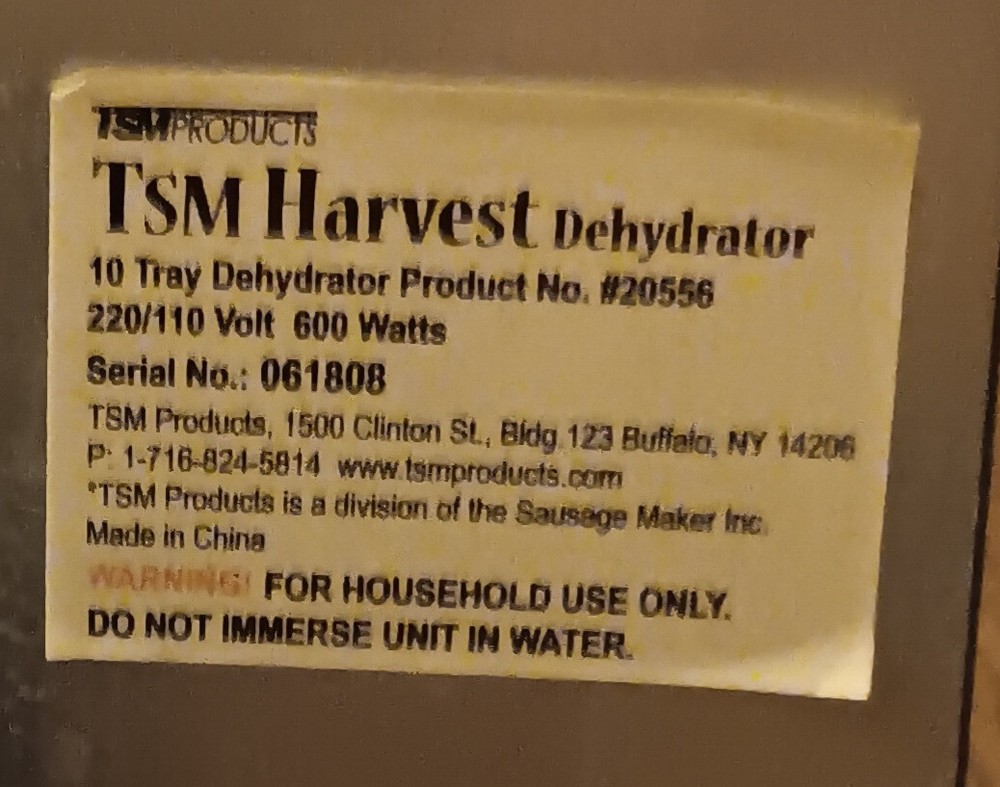 TSMPRODUCTS
TSM Harvest Dehydrator
10 Tray Dehydrator Product No. #20556
220/110 Volt 600 Watts
Serial No.: 061808
TSM Products, 1500 Clinton St., Bldg 123 Buffalo, NY 14206
P: 1-716-824-5814 www.tsmproducts.com
*TSM Products is a division of the Sausage Maker Inc.
Made in China
WARNING! FOR HOUSEHOLD USE ONLY.
DO NOT IMMERSE UNIT IN WATER.